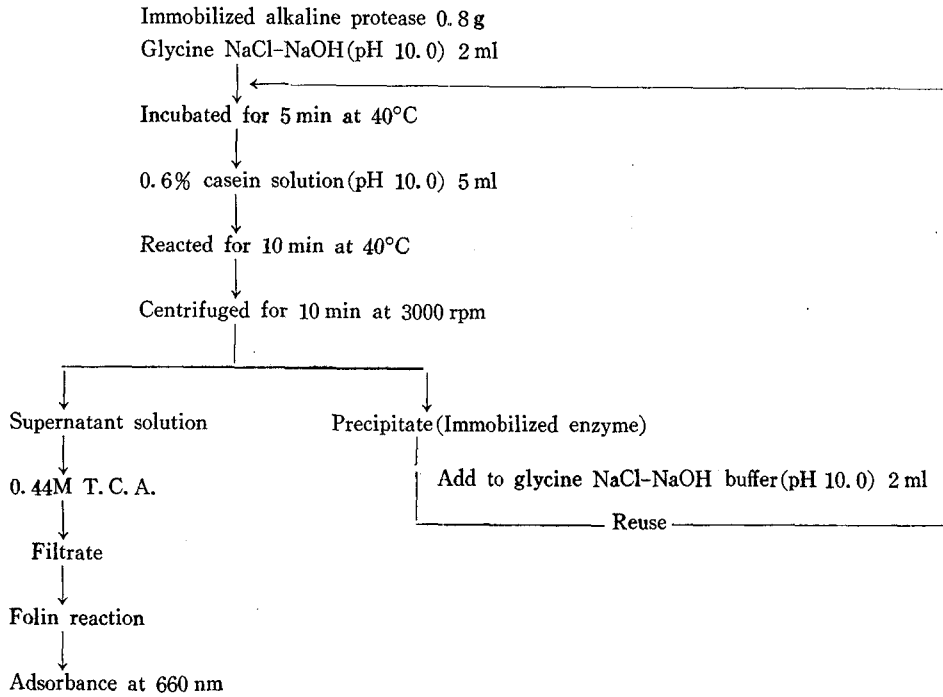 Immobilized alkaline protease 0.8g
Glycine NaCl-NaOH(pH 10.0) 2 ml
Incubated for 5 min at 40°C
0.6% casein solution(pH 10.0) 5 ml
Reacted for 10 min at 40°C
Centrifuged for 10 min at 3000 rpm
Supernatant solution
Precipitate(Immobilized enzyme)
0.44M T.C.A.
Add to glycine NaCl-NaOH buffer(pH 10.0) 2 ml
Reuse
Filtrate
Folin reaction
Adsorbance at 660 nm